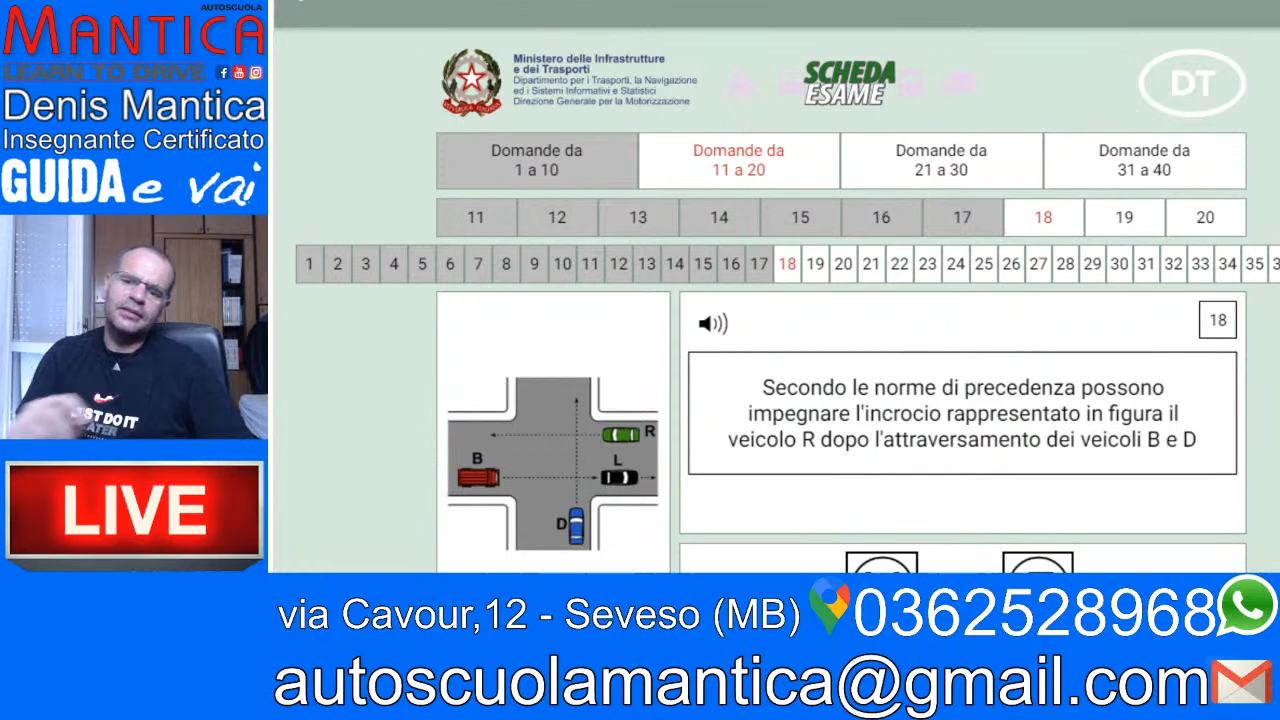 AUTOSCUOLA
MANTICA
LEARN TO DRIVE
Denis Mantica
Insegnante Certificato
GUIDA e vai
JUST DO IT
LIVE
Ministero delle Infrastrutture
e dei Trasporti
Dipartimento per i Trasporti, la Navigazione
ed i Sistemi Informativi e Statistici
Direzione Generale per la Motorizzazione
SCHEDA
ESAME
DT
Domande da
1 a 10
Domande da
11 a 20
Domande da
21 a 30
Domande da
31 a 40
11 12 13 14 15 16 17 18 19 20
1 2 3 4 5 6 7 8 9 10 11 12 13 14 15 16 17 18 19 20 21 22 23 24 25 26 27 28 29 30 31 32 33 34 35
18
Secondo le norme di precedenza possono
impegnare l'incrocio rappresentato in figura il
veicolo R dopo l'attraversamento dei veicoli B e D
R
B
L
D
via Cavour,12 - Seveso (MB)
0362528968
autoscuolamantica@gmail.com